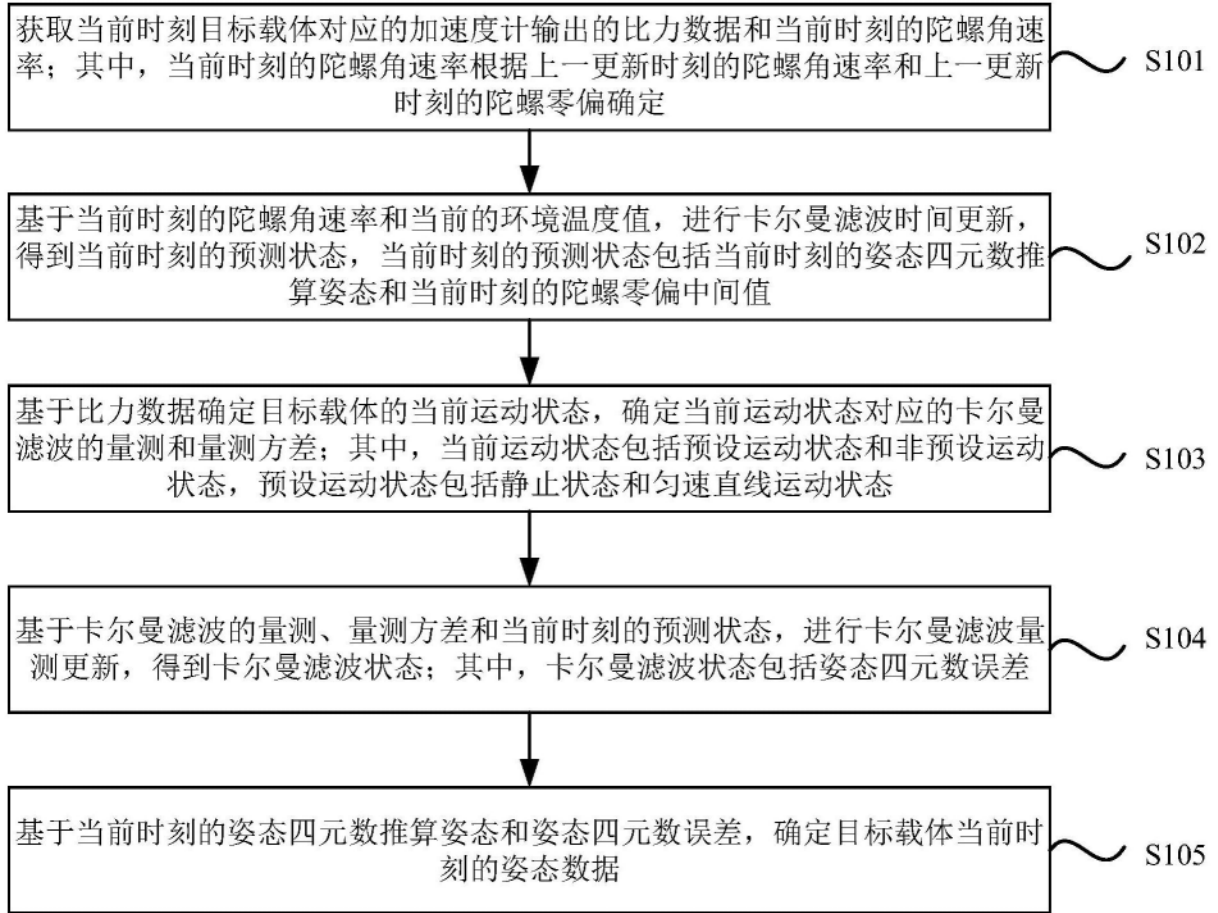 获取当前时刻目标载体对应的加速度计输出的比力数据和当前时刻的陀螺角速
率；其中，当前时刻的陀螺角速率根据上一更新时刻的陀螺角速率和上一更新
时刻的陀螺零偏确定
S101
基于当前时刻的陀螺角速率和当前的环境温度值，进行卡尔曼滤波时间更新，
得到当前时刻的预测状态，当前时刻的预测状态包括当前时刻的姿态四元数推
算姿态和当前时刻的陀螺零偏中间值
S102
基于比力数据确定目标载体的当前运动状态，确定当前运动状态对应的卡尔曼
滤波的量测和量测方差；其中，当前运动状态包括预设运动状态和非预设运动
状态，预设运动状态包括静止状态和匀速直线运动状态
S103
基于卡尔曼滤波的量测、量测方差和当前时刻的预测状态，进行卡尔曼滤波量
测更新，得到卡尔曼滤波状态；其中，卡尔曼滤波状态包括姿态四元数误差
S104
基于当前时刻的姿态四元数推算姿态和姿态四元数误差，确定目标载体当前时
刻的姿态数据
S105